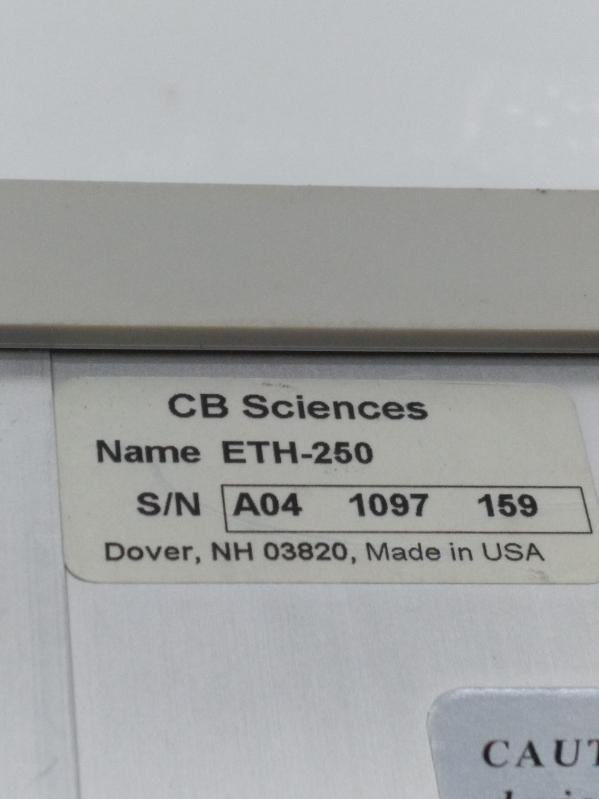 CB Sciences
Name ETH-250
S/N A04 1097 159
Dover, NH 03820, Made in USA